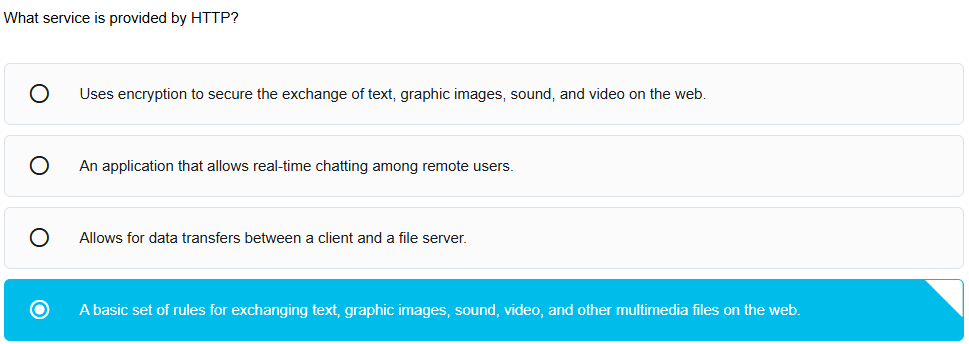 What service is provided by HTTP?
Uses encryption to secure the exchange of text, graphic images, sound, and video on the web.
An application that allows real-time chatting among remote users.
Allows for data transfers between a client and a file server.
A basic set of rules for exchanging text, graphic images, sound, video, and other multimedia files on the web.